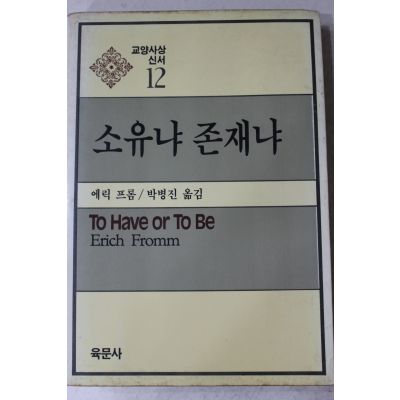 교양사상
신서
12
소유냐 존재냐
에릭 프롬 / 박병진 옮김
To Have or To Be
Erich Fromm
육문사